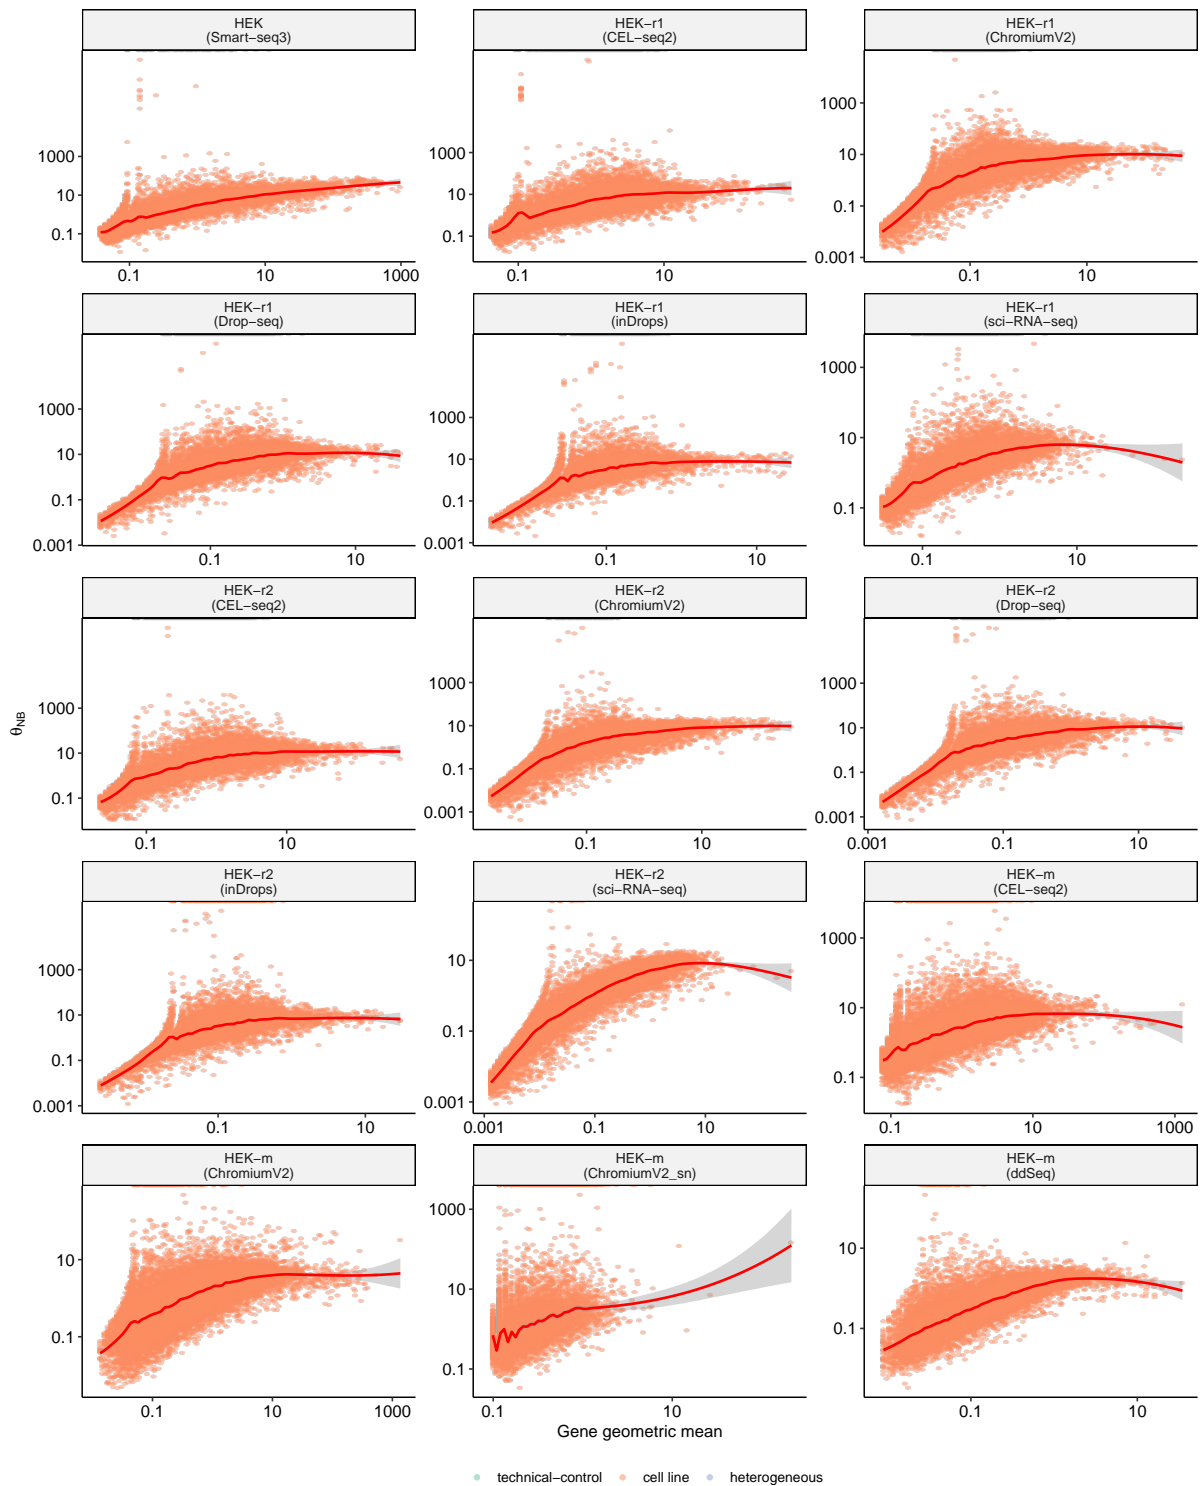 HEK
(Smart−seq3)
HEK−r1
(CEL−seq2)
HEK−r1
(ChromiumV2)
1000
10
0.1
0.1
10
1000
1000
10
0.1
0.1
10
1000
10
0.1
0.001
0.1
10
HEK−r1
(Drop−seq)
HEK−r1
(inDrops)
HEK−r1
(sci−RNA−seq)
1000
10
0.1
0.001
0.1
10
1000
10
0.1
0.001
0.1
10
1000
10
0.1
0.1
10
HEK−r2
(CEL−seq2)
HEK−r2
(ChromiumV2)
HEK−r2
(Drop−seq)
1000
10
0.1
0.1
10
1000
10
0.1
0.001
0.1
10
1000
10
0.1
0.001
0.001
0.1
10
θNB
HEK−r2
(inDrops)
HEK−r2
(sci−RNA−seq)
HEK−m
(CEL−seq2)
1000
10
0.1
0.001
0.1
10
10
0.1
0.001
0.001
0.1
10
1000
10
0.1
0.1
10
1000
HEK−m
(ChromiumV2)
HEK−m
(ChromiumV2_sn)
HEK−m
(ddSeq)
10
0.1
0.1
10
1000
1000
10
0.1
0.1
10
10
0.1
0.1
10
Gene geometric mean
technical−control
cell line
heterogeneous